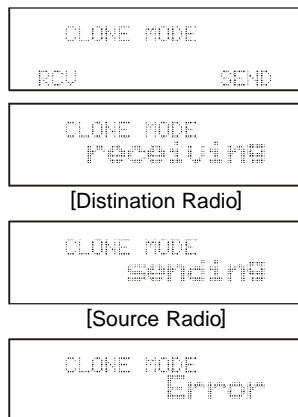 CLONE MODE
RCV SEND
CLONE MODE
receiving
[Distination Radio]
CLONE MODE
sending
[Source Radio]
CLONE MODE
Error